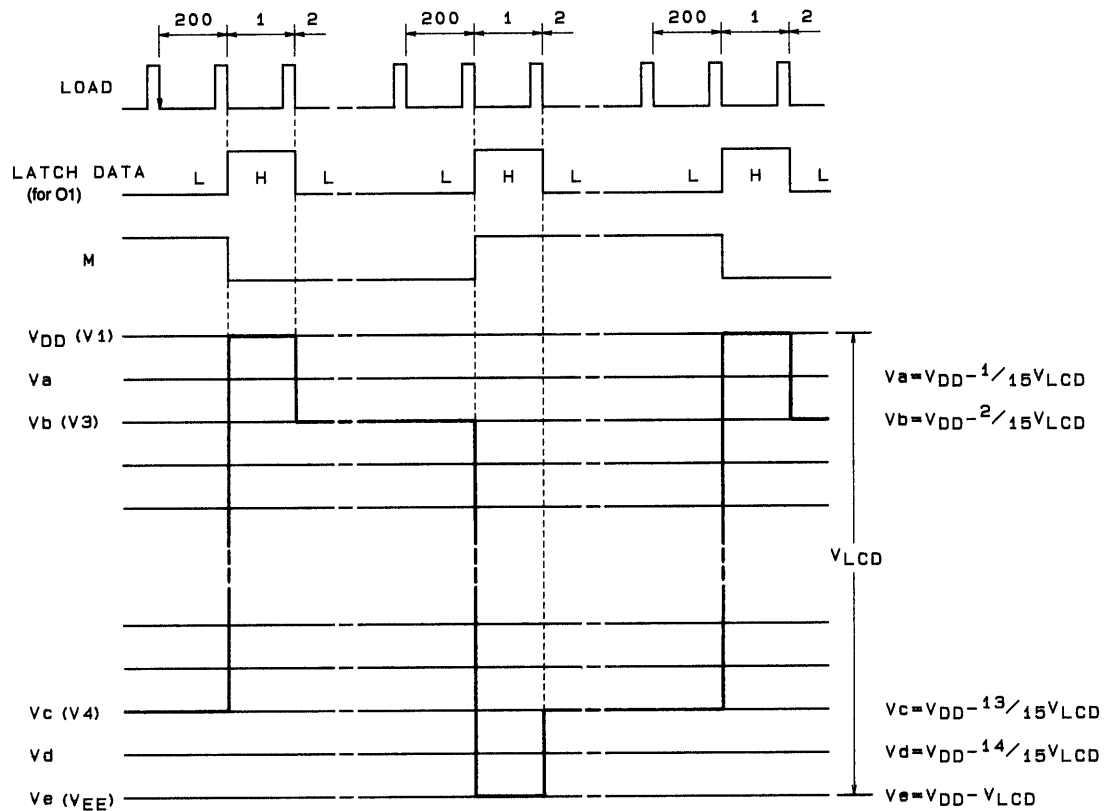 200 1 2 200 1 2 200 1 2
LOAD
LATCH DATA
(for O1)
L H L L H L L H L
M
VDD (V1)
Va
Va=VDD-1/15VLCD
Vb (V3)
Vb=VDD-2/15VLCD
VLCD
Vc (V4)
Vc=VDD-13/15VLCD
Vd
Vd=VDD-14/15VLCD
Ve (VEE)
Ve=VDD-VLCD